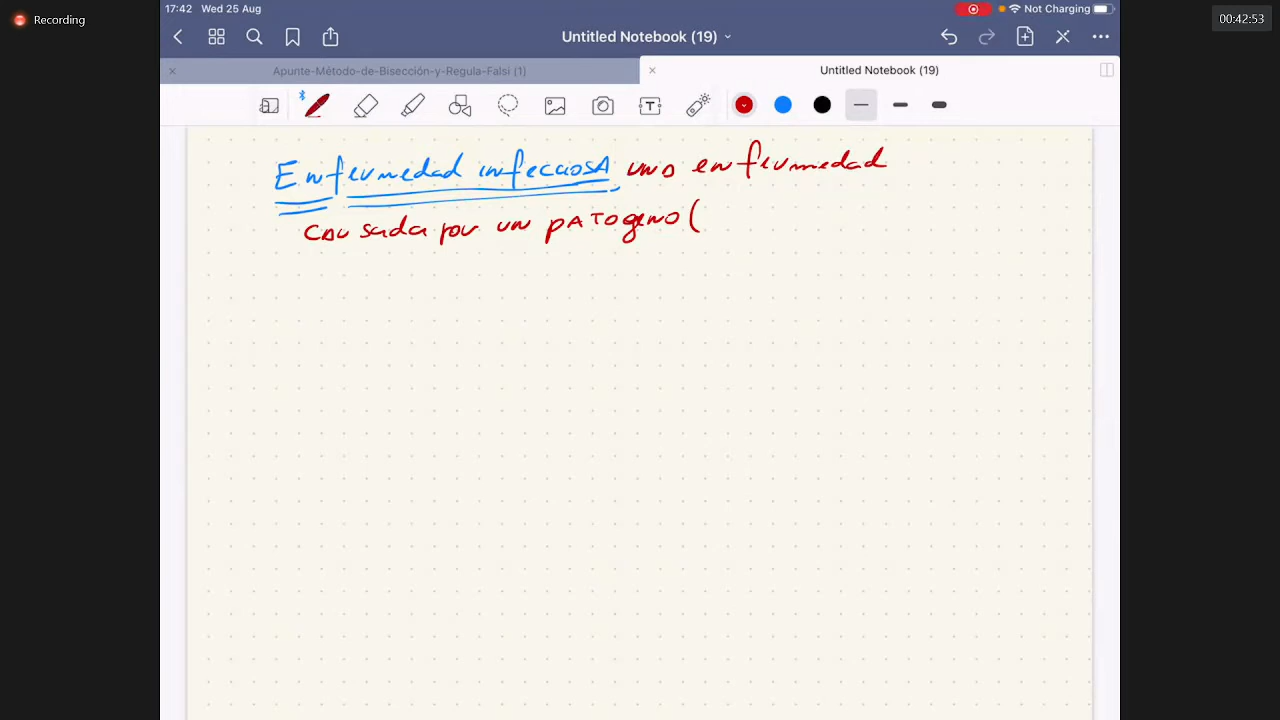 Recording
17:42 Wed 25 Aug
Not Charging
00:42:53
Untitled Notebook (19)
Apunte-Método-de-Bisección-y-Regula-Falsi (1)
Untitled Notebook (19)
Enfermedad infecciosA una enfermedad
causada por un pATOgeno (